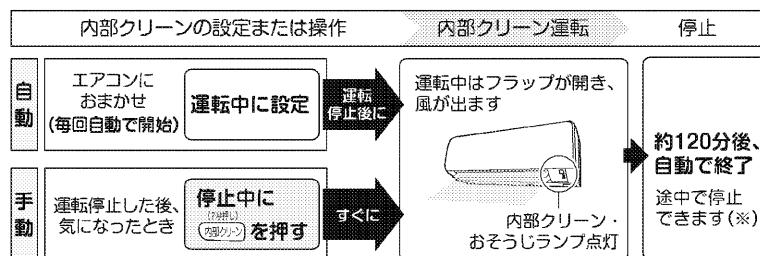 内部クリーンの設定または操作
内部クリーン運転
停止
自動
エアコンに
おまかせ
(毎回自動で開始)
運転中に設定
運転
停止後に
運転中はフラップが開き、
風が出ます
内部クリーン・
おそうじランプ点灯
約120分後、
自動で終了
途中で停止
できます(※)
手動
運転停止した後、
気になったとき
停止中に
内部クリーン を押す
すぐに